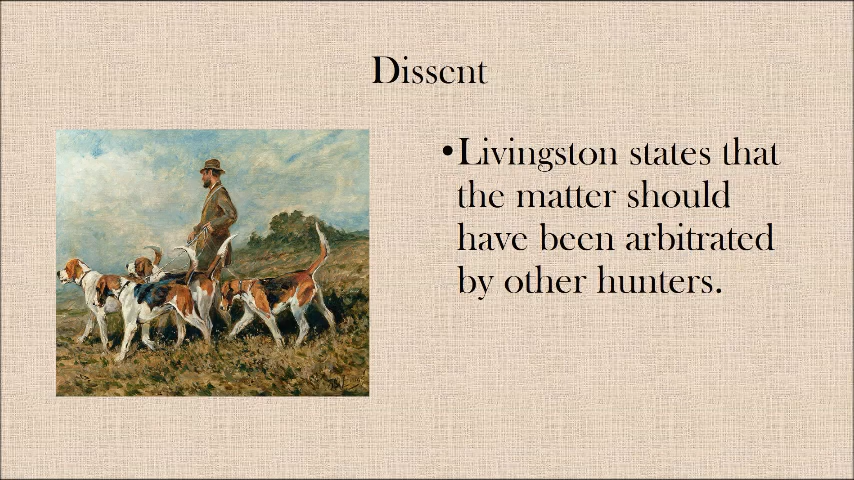 Dissent
•Livingston states that
the matter should
have been arbitrated
by other hunters.